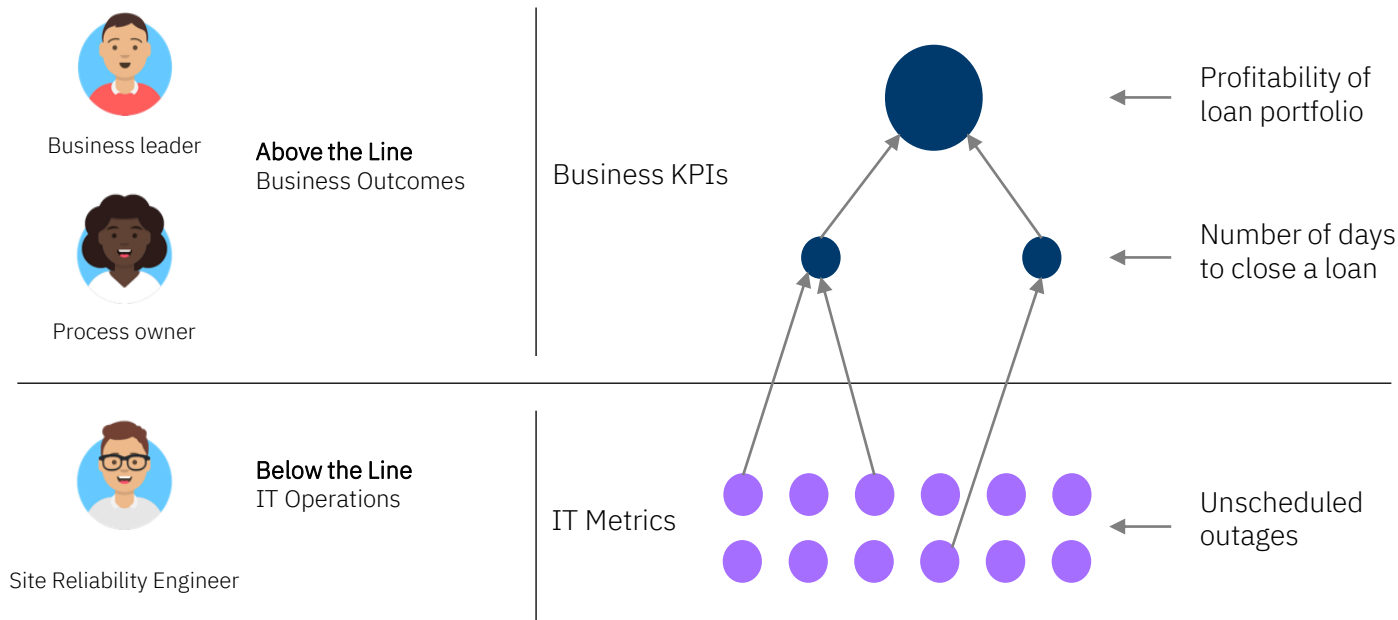 Business leader
Above the Line
Business Outcomes
Process owner
Business KPIs
Profitability of
loan portfolio
Number of days
to close a loan
Below the Line
IT Operations
Site Reliability Engineer
IT Metrics
Unscheduled
outages